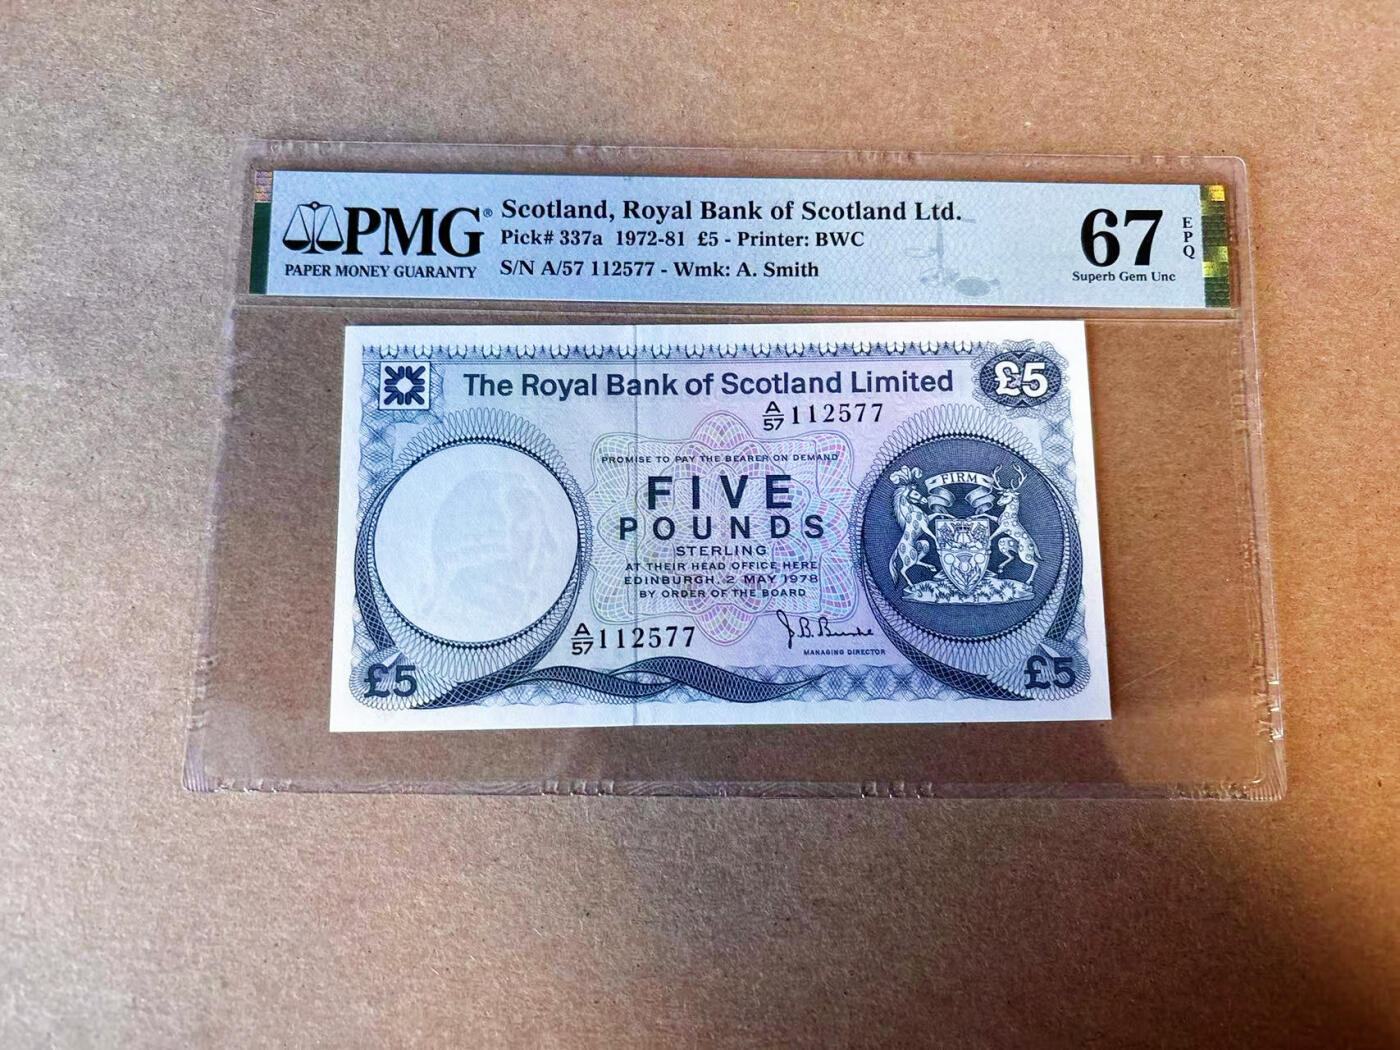 PMG®
PAPER MONEY GUARANTY
Scotland, Royal Bank of Scotland Ltd.
Pick# 337a 1972-81 £5 - Printer: BWC
S/N A/57 112577 - Wmk: A. Smith
67
EPQ
Superb Gem Unc
The Royal Bank of Scotland Limited
£5
A/57 112577
PROMISE TO PAY THE BEARER ON DEMAND
FIVE
POUNDS
STERLING
AT THEIR HEAD OFFICE HERE
EDINBURGH, 2 MAY 1978
BY ORDER OF THE BOARD
FIRM
A/57 112577
J.B. Burke
MANAGING DIRECTOR
£5
£5